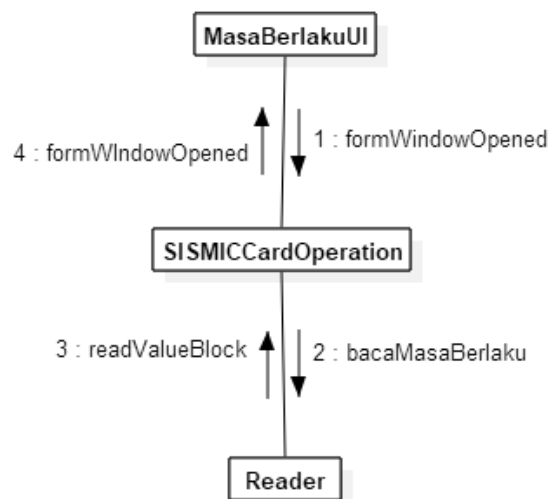 MasaBerlakuUI
1 : formWindowOpened
4 : formWIndowOpened
SISMICCardOperation
3 : readValueBlock
2 : bacaMasaBerlaku
Reader